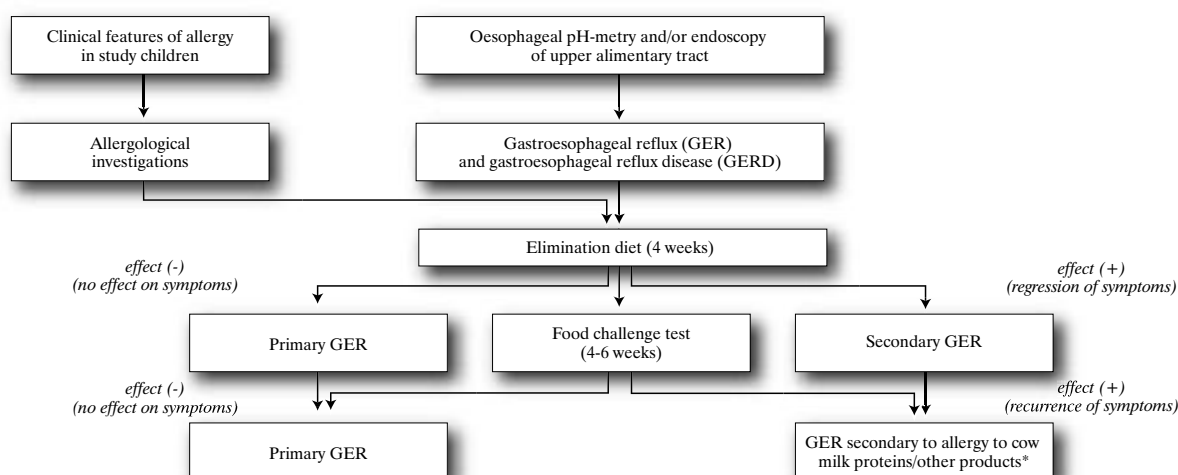 Clinical features of allergy
in study children
Oesophageal pH-metry and/or endoscopy
of upper alimentary tract
Allergological
investigations
Gastroesophageal reflux (GER)
and gastroesophageal reflux disease (GERD)
Elimination diet (4 weeks)
effect (-)
(no effect on symptoms)
effect (+)
(regression of symptoms)
Primary GER
Food challenge test
(4-6 weeks)
Secondary GER
effect (-)
(no effect on symptoms)
effect (+)
(recurrence of symptoms)
Primary GER
GER secondary to allergy to cow
milk proteins/other products*